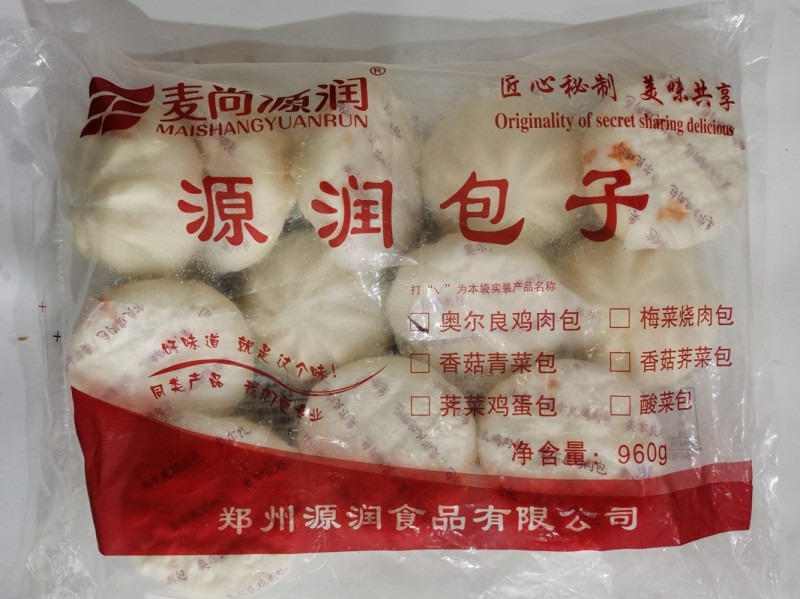 麦尚源润®
MAISHANGYUANRUN
匠心秘制 美味共享
Originality of secret sharing delicious
源润包子
打“√”为本袋实装产品名称
奥尔良鸡肉包
梅菜烧肉包
香菇青菜包
香菇荠菜包
荠菜鸡蛋包
酸菜包
馋味道 就是这个味!
同类产品 我们更专业
净含量: 960g
郑州源润食品有限公司